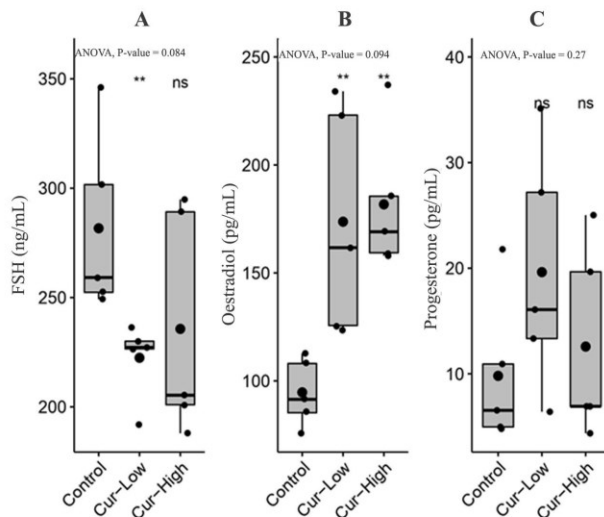 A
ANOVA, P-value = 0.084
** ns
FSH (ng/mL)
350
300
250
200
Control
Cur-Low
Cur-High
B
ANOVA, P-value = 0.094
** **
Oestradiol (pg/mL)
250
200
150
100
Control
Cur-Low
Cur-High
C
ANOVA, P-value = 0.27
ns ns
Progesterone (pg/mL)
40
30
20
10
Control
Cur-Low
Cur-High